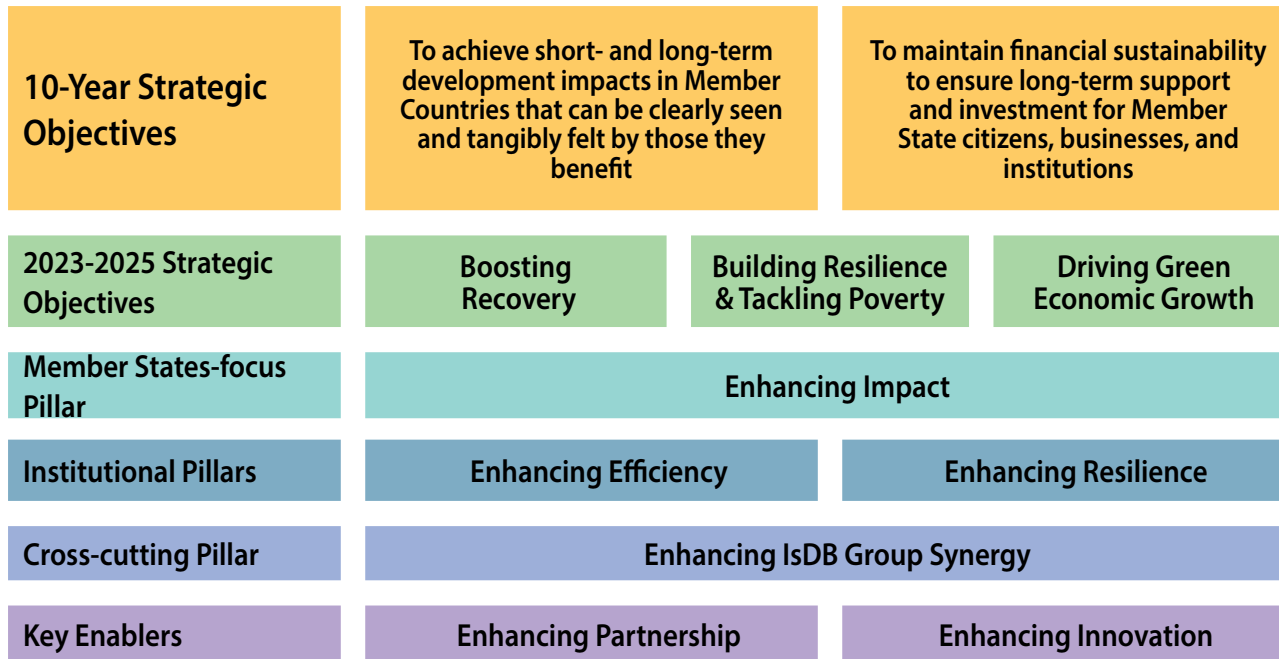 10-Year Strategic
Objectives
To achieve short- and long-term
development impacts in Member
Countries that can be clearly seen
and tangibly felt by those they
benefit
To maintain financial sustainability
to ensure long-term support
and investment for Member
State citizens, businesses, and
institutions
2023-2025 Strategic
Objectives
Boosting
Recovery
Building Resilience
& Tackling Poverty
Driving Green
Economic Growth
Member States-focus
Pillar
Enhancing Impact
Institutional Pillars
Enhancing Efficiency
Enhancing Resilience
Cross-cutting Pillar
Enhancing IsDB Group Synergy
Key Enablers
Enhancing Partnership
Enhancing Innovation